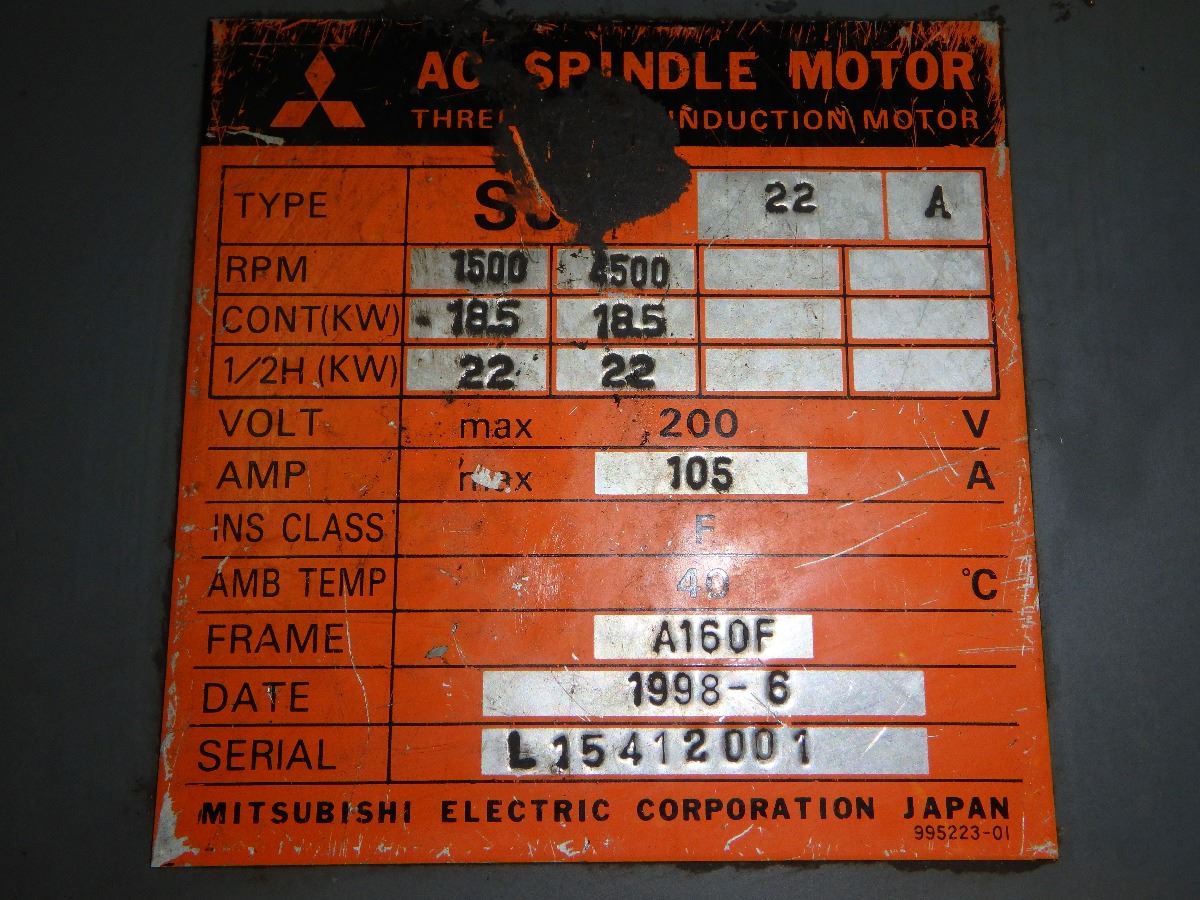 AC SPINDLE MOTOR
INDUCTION MOTOR
TYPE 22 A
RPM 1500 4500
CONT(KW) 18.5 18.5
1/2H (KW) 22 22
VOLT max 200 V
AMP max 105 A
INS CLASS F
AMB TEMP 40 °C
FRAME A160F
DATE 1998-6
SERIAL L15412001
MITSUBISHI ELECTRIC CORPORATION JAPAN
995223-01